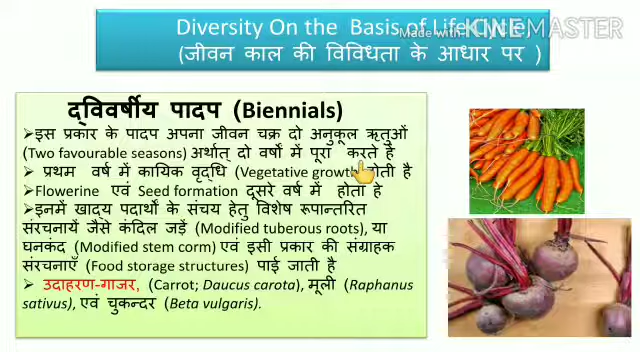 Diversity On the Basis of Life Cycle
Made with KINEMASTER
(जीवन काल की विविधता के आधार पर )
द्विवर्षीय पादप (Biennials)
➢इस प्रकार के पादप अपना जीवन चक्र दो अनुकूल ऋतुओं
(Two favourable seasons) अर्थात् दो वर्षों में पूरा करते है
➢ प्रथम वर्ष में कायिक वृद्धि (Vegetative growth होती है
➢Flowerine एवं Seed formation दूसरे वर्ष में होता है
➢इनमें खाद्य पदार्थों के संचय हेतु विशेष रूपान्तरित
संरचनायें जैसे कंदिल जड़ें (Modified tuberous roots), या
घनकंद (Modified stem corm) एवं इसी प्रकार की संग्राहक
संरचनाएँ (Food storage structures) पाई जाती है
➢ उदाहरण-गाजर, (Carrot; Daucus carota), मूली (Raphanus
sativus), एवं चुकन्दर (Beta vulgaris).